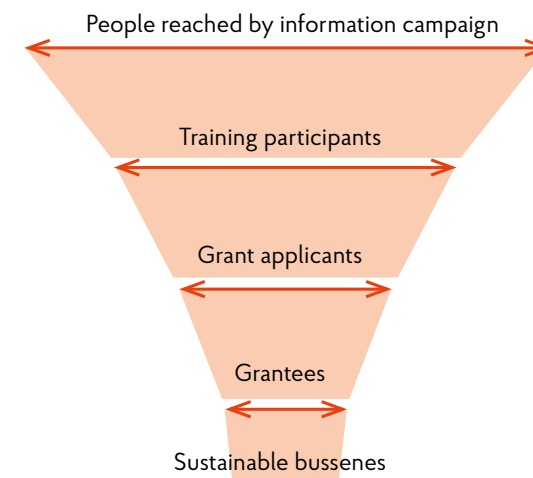 People reached by information campaign
Training participants
Grant applicants
Grantees
Sustainable bussenes